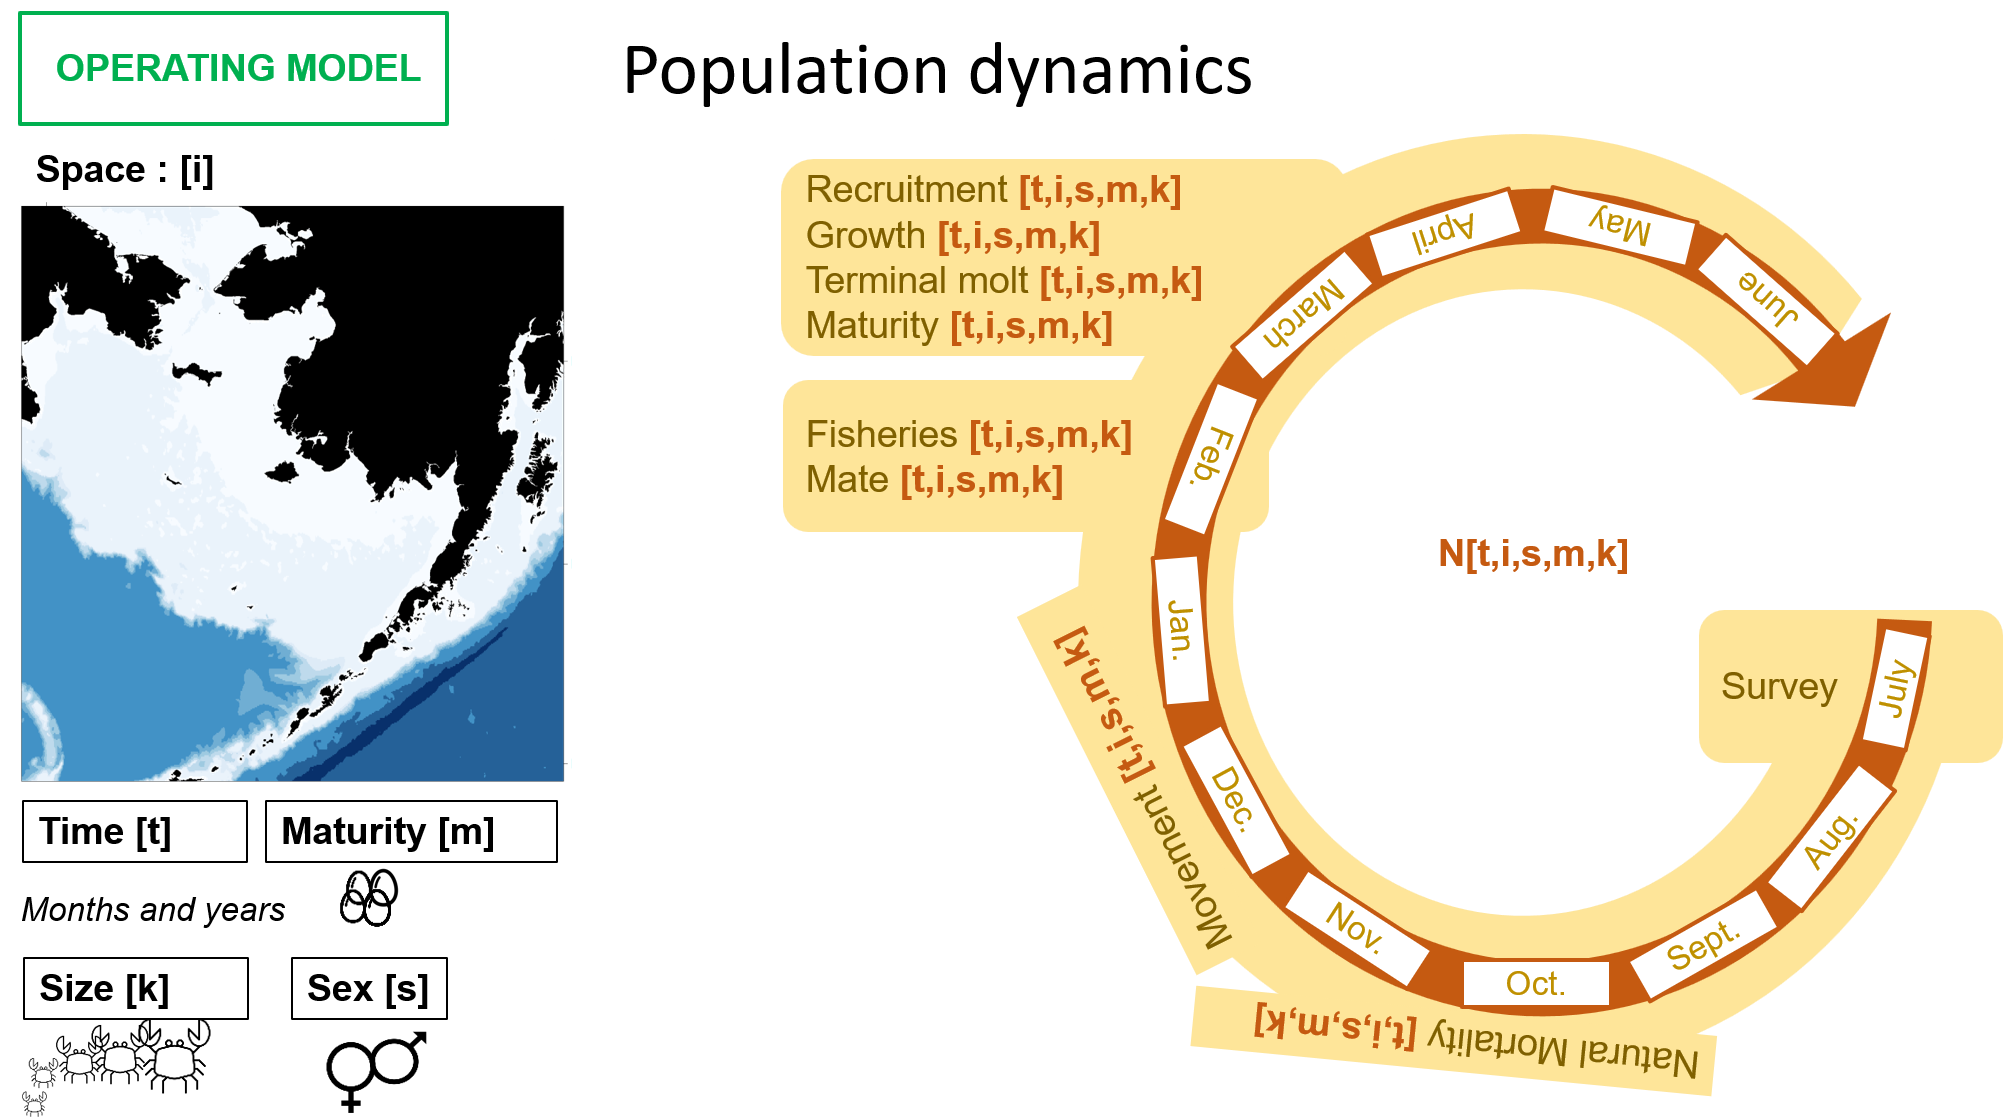 OPERATING MODEL
Population dynamics
Space : [i]
Recruitment [t,i,s,m,k]
Growth [t,i,s,m,k]
Terminal molt [t,i,s,m,k]
Maturity [t,i,s,m,k]
Fisheries [t,i,s,m,k]
Mate [t,i,s,m,k]
N[t,i,s,m,k]
Survey
July
Aug.
Sept.
Oct.
Nov.
Dec.
Jan.
Feb.
March
April
May
June
Movement [t,i,s,m,k]
Natural Mortality [t,i,s,m,k]
Time [t]
Maturity [m]
Months and years
Size [k]
Sex [s]